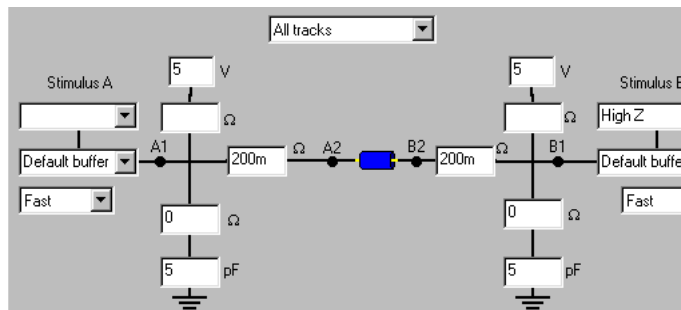 All tracks
5 V 5 V
Stimulus A Stimulus B
Ω Ω High Z
Default buffer A1 200m Ω A2 B2 200m Ω B1 Default buffe
Fast Fast
0 Ω 0 Ω
5 pF 5 pF